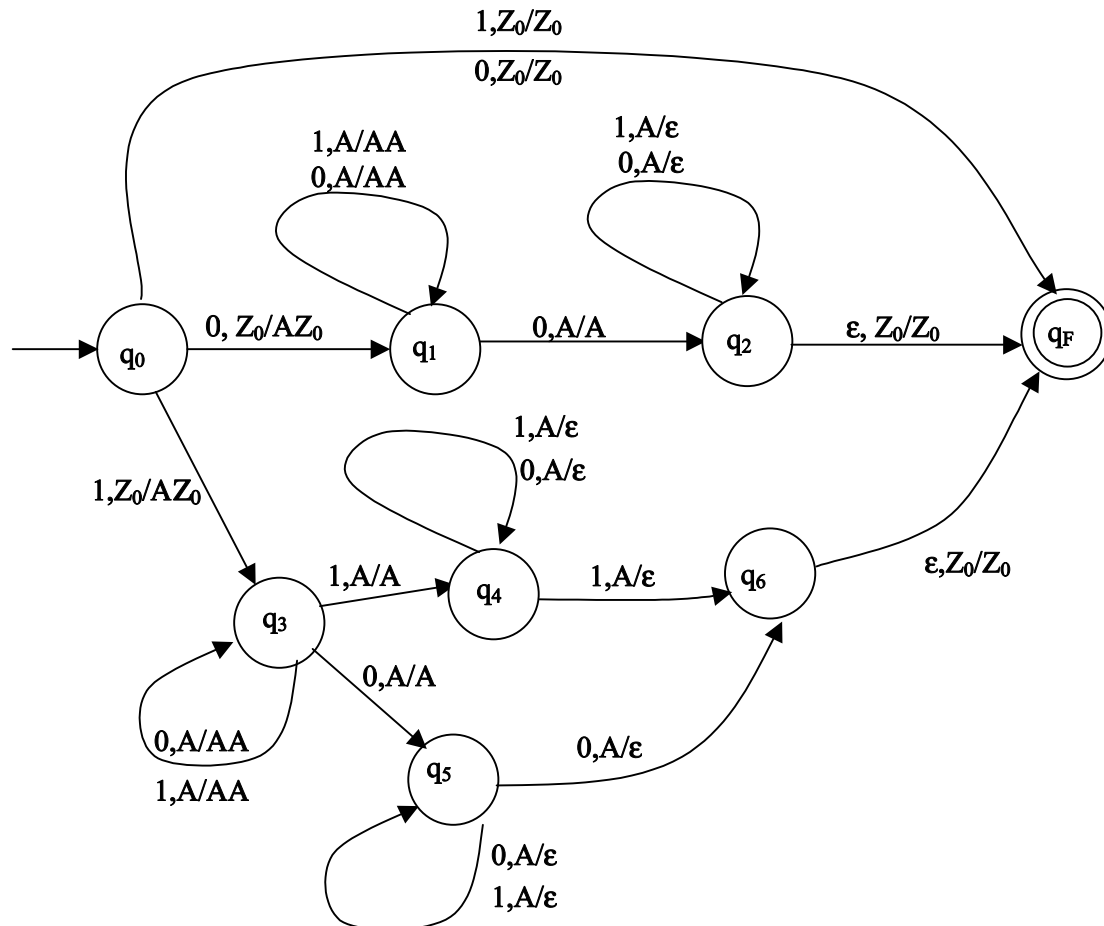 1,Z₀/Z₀
0,Z₀/Z₀
1,A/AA
0,A/AA
1,A/ε
0,A/ε
q₀
0, Z₀/AZ₀
q₁
0,A/A
q₂
ε, Z₀/Z₀
qF
1,Z₀/AZ₀
1,A/ε
0,A/ε
q₃
1,A/A
q₄
1,A/ε
q₆
ε,Z₀/Z₀
0,A/A
0,A/AA
1,A/AA
q₅
0,A/ε
0,A/ε
1,A/ε